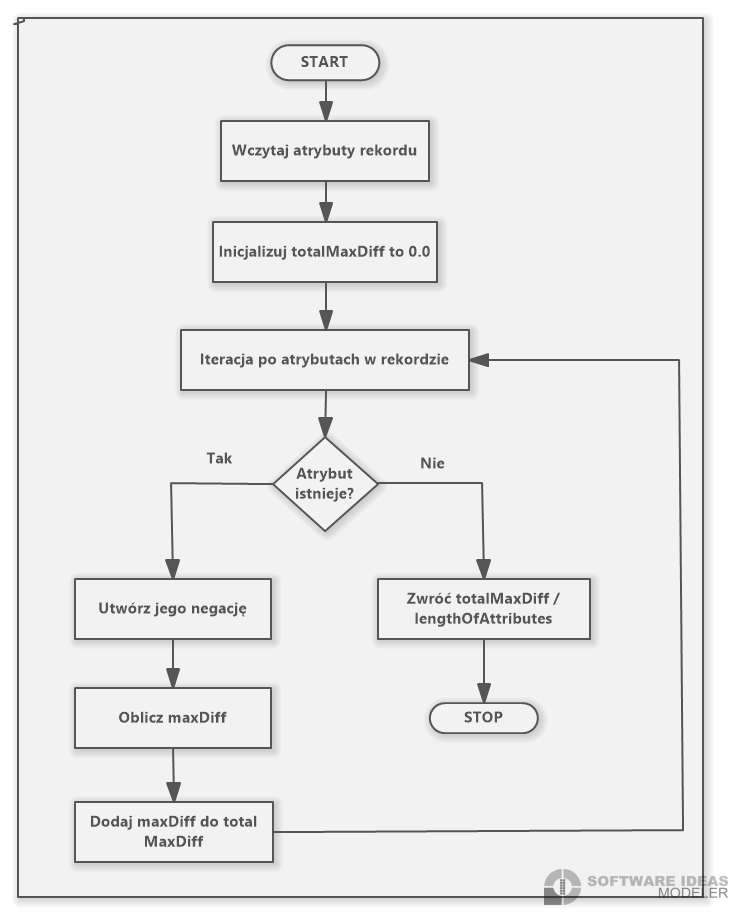 START
Wczytaj atrybuty rekordu
Inicjalizuj totalMaxDiff to 0.0
Iteracja po atrybutach w rekordzie
Atrybut
istnieje?
Tak
Nie
Utwórz jego negację
Oblicz maxDiff
Dodaj maxDiff do total
MaxDiff
Zwróć totalMaxDiff /
lengthOfAttributes
STOP
SOFTWARE IDEAS
MODELER